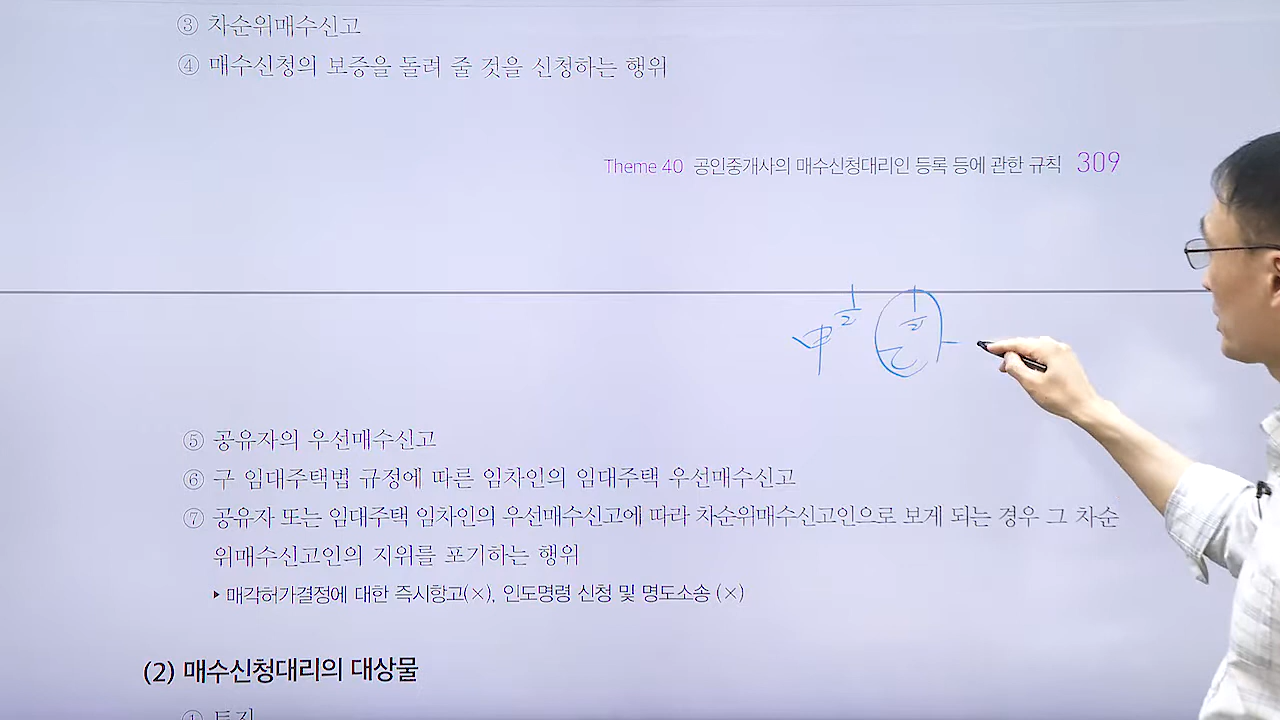 ③ 차순위매수신고
④ 매수신청의 보증을 돌려 줄 것을 신청하는 행위
Theme 40 공인중개사의 매수신청대리인 등록 등에 관한 규칙 309
甲 1/2 乙 1/2
⑤ 공유자의 우선매수신고
⑥ 구 임대주택법 규정에 따른 임차인의 임대주택 우선매수신고
⑦ 공유자 또는 임대주택 임차인의 우선매수신고에 따라 차순위매수신고인으로 보게 되는 경우 그 차순
위매수신고인의 지위를 포기하는 행위
▸ 매각허가결정에 대한 즉시항고(×), 인도명령 신청 및 명도소송 (×)
(2) 매수신청대리의 대상물
① 토지